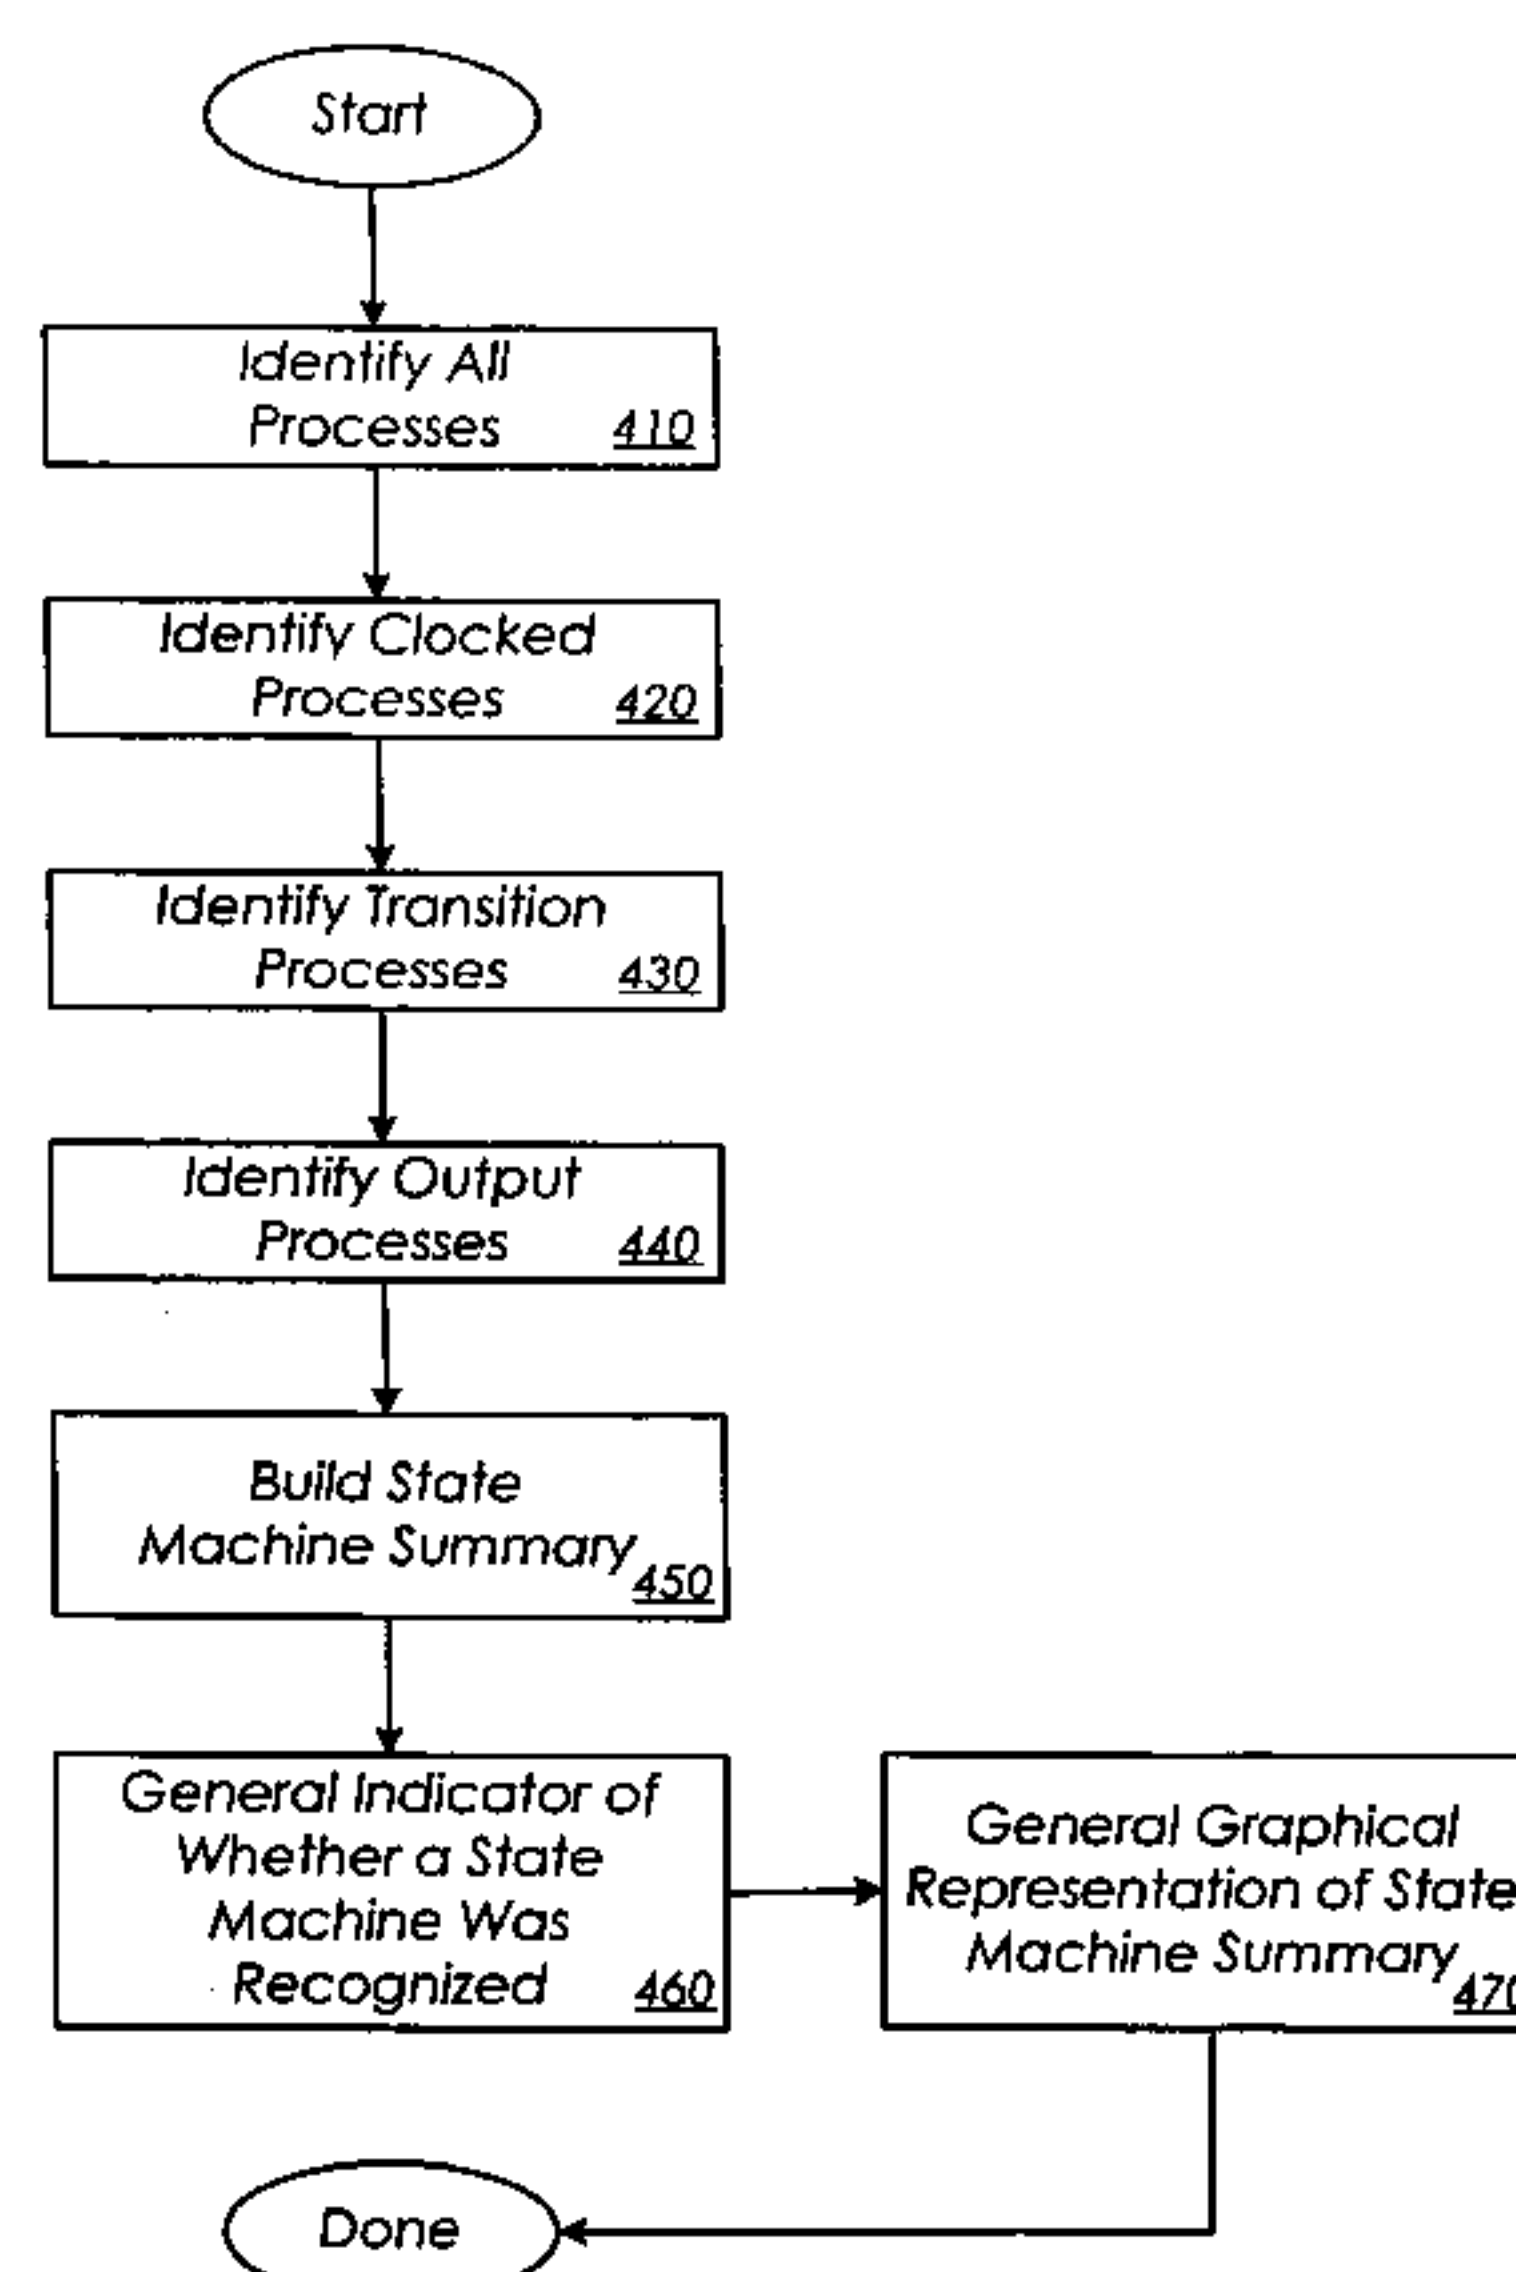 Start
Identify All
Processes 410
Identify Clocked
Processes 420
Identify Transition
Processes 430
Identify Output
Processes 440
Build State
Machine Summary 450
General Indicator of
Whether a State
Machine Was
Recognized 460
General Graphical
Representation of State
Machine Summary 470
Done